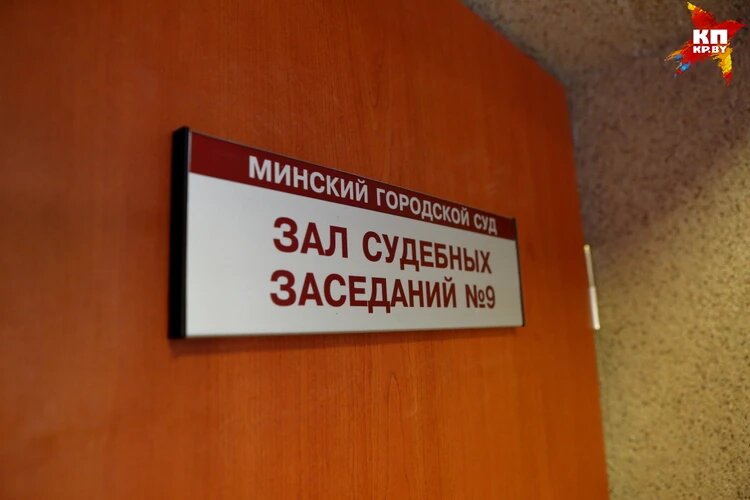 КП
KP.BY
МИНСКИЙ ГОРОДСКОЙ СУД
ЗАЛ СУДЕБНЫХ
ЗАСЕДАНИЙ №9